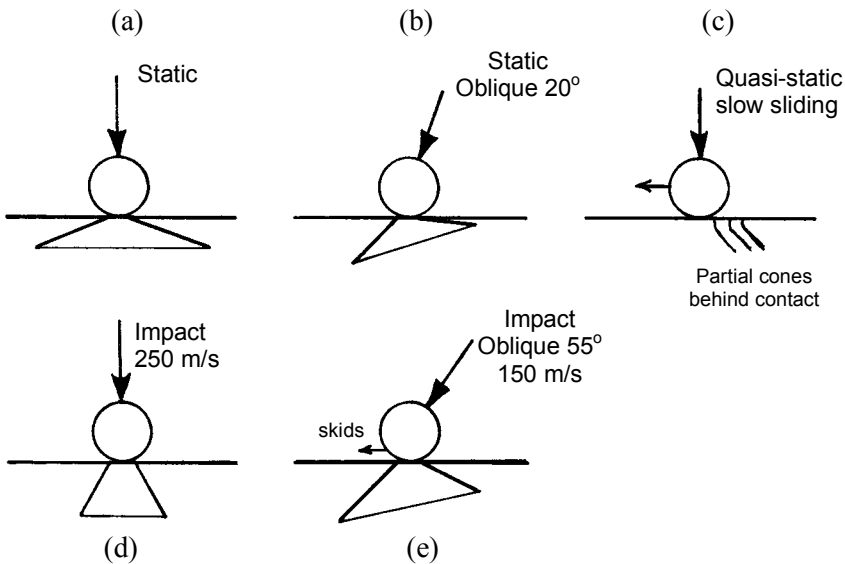 (a)
(b)
(c)
Static
Static
Oblique 20°
Quasi-static
slow sliding
Partial cones
behind contact
Impact
250 m/s
Impact
Oblique 55°
150 m/s
skids
(d)
(e)